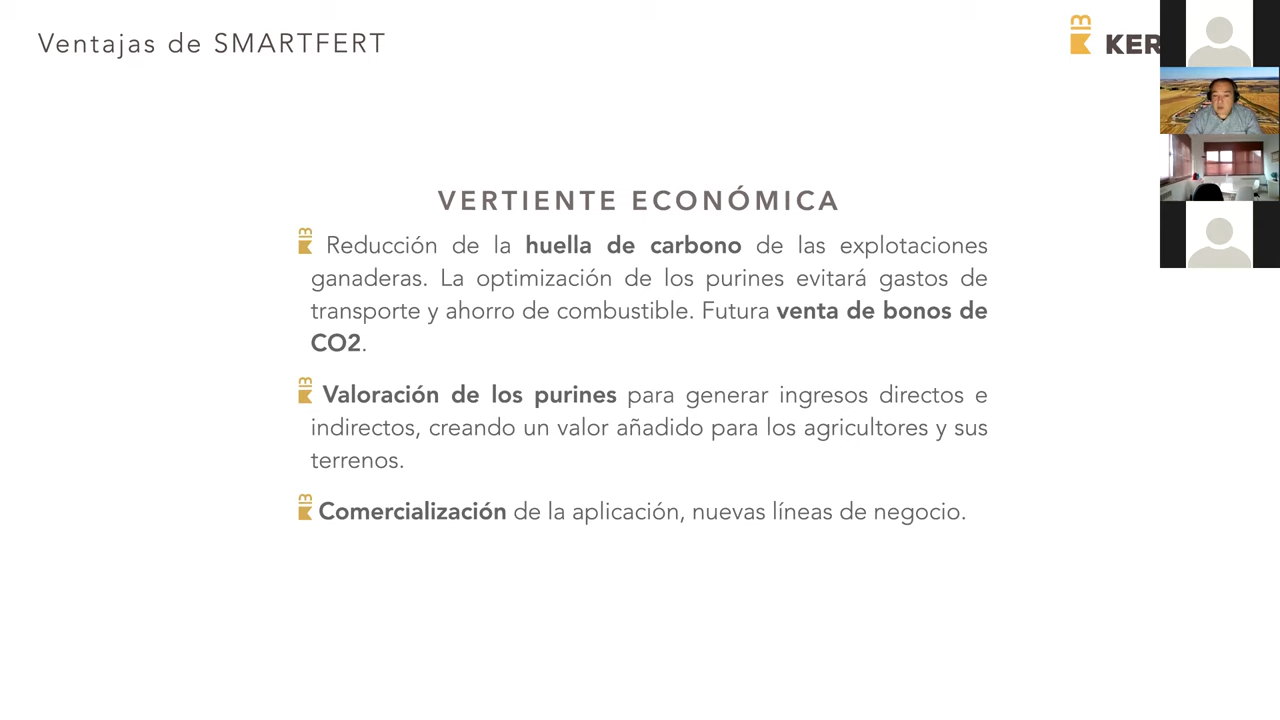 Ventajas de SMARTFERT
KER
VERTIENTE ECONÓMICA
Reducción de la huella de carbono de las explotaciones
ganaderas. La optimización de los purines evitará gastos de
transporte y ahorro de combustible. Futura venta de bonos de
CO2.
Valoración de los purines para generar ingresos directos e
indirectos, creando un valor añadido para los agricultores y sus
terrenos.
Comercialización de la aplicación, nuevas líneas de negocio.